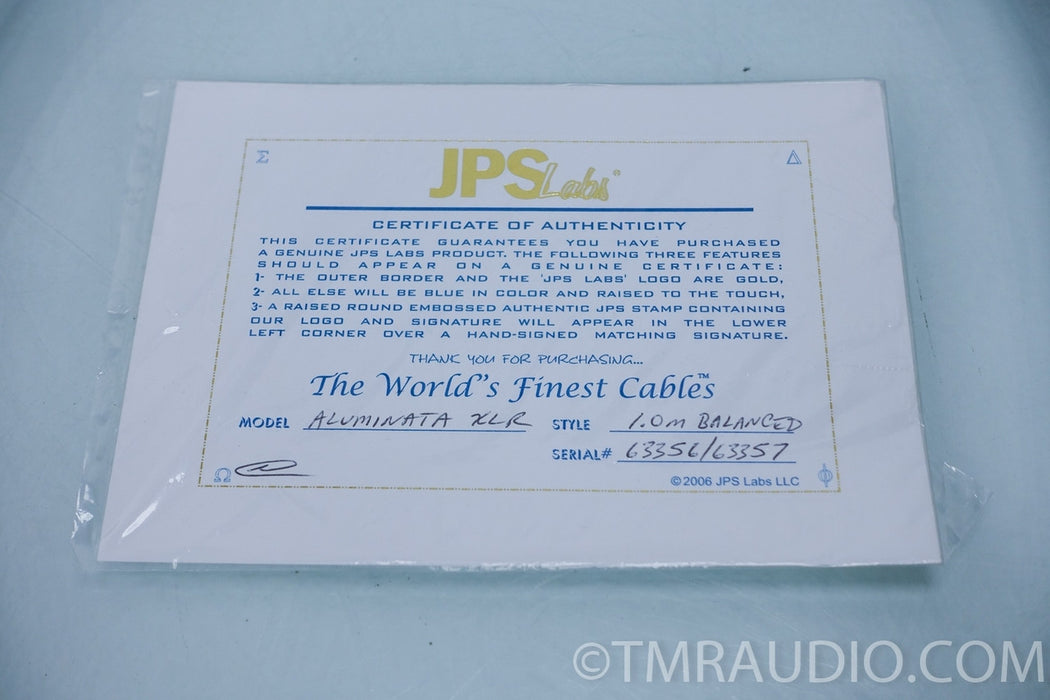 Σ
Δ
JPS Labs®
CERTIFICATE OF AUTHENTICITY
THIS CERTIFICATE GUARANTEES YOU HAVE PURCHASED
A GENUINE JPS LABS PRODUCT. THE FOLLOWING THREE FEATURES
SHOULD APPEAR ON A GENUINE CERTIFICATE:
1- THE OUTER BORDER AND THE 'JPS LABS' LOGO ARE GOLD,
2- ALL ELSE WILL BE BLUE IN COLOR AND RAISED TO THE TOUCH,
3- A RAISED ROUND EMBOSSED AUTHENTIC JPS STAMP CONTAINING
OUR LOGO AND SIGNATURE WILL APPEAR IN THE LOWER
LEFT CORNER OVER A HAND-SIGNED MATCHING SIGNATURE.
THANK YOU FOR PURCHASING...
The World's Finest Cables™
MODEL ALUMINATA XLR STYLE 1.0m BALANCED
SERIAL# 63356/63357
Ω
©2006 JPS Labs LLC
Φ
©TMRAUDIO.COM